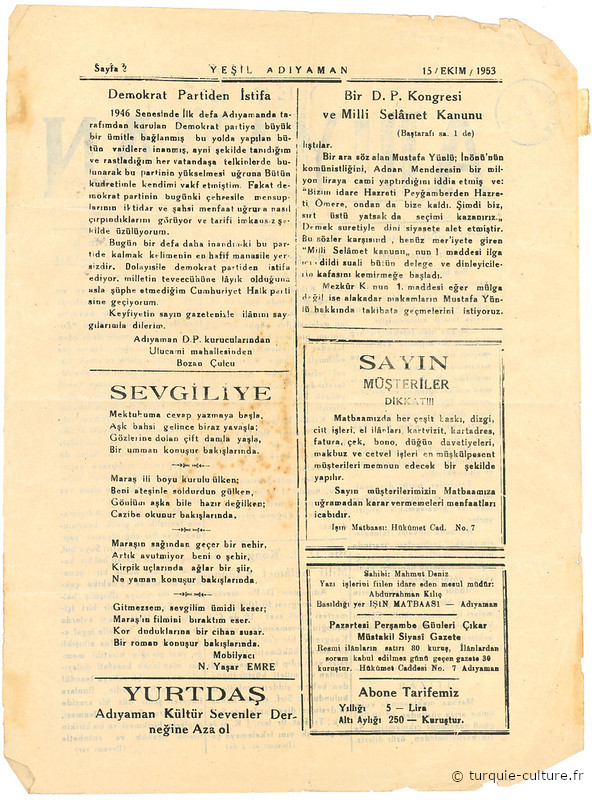 Sayfa 2
YEŞİL ADIYAMAN
15/EKİM/1953
Demokrat Partiden İstifa
1946 Senesinde İlk defa Adıyamanda ta-
rafımdan kurulan Demokrat partiye büyük
bir ümitle bağlanmış bu yolda yapılan bü-
tün vaidlere inanmış, ayni şekilde tanıdığım
ve rastladığım her vatandaşa telkinlerde bu-
lunarak bu partinin yükselmesi uğruna Bütün
kudretimle kendimi vakf etmiştim. Fakat de-
mokrat partinin bugünki çehresile mensup-
larının iktidar ve şahsi menfaat uğruna nasıl
çırpındıklarını görüyor ve tarifi imkansız şe-
kilde üzülüyorum.
Bugün bir defa daha inandımki bu par-
tide kalmak kelimenin en hafif manasile yer-
sizdir. Dolayısile demokrat partiden istifa
ediyor, milletin teveccühüne lâyık olduğuna
asla şüphe etmediğim Cumhuriyet Halk parti
sine geçiyorum.
Keyfiyetin sayın gazetenizle ilânını say-
gılarımla dilerim.
Adıyaman D.P. kurucularından
Ulucami mahallesinden
Bozan Çulcu
SEVGİLİYE
Mektubuma cevap yazmaya başla,
Aşk bahsi gelince biraz yavaşla;
Gözlerine dolan çift damla yaşla,
Bir umman konuşur bakışlarında.
Maraş ili boyu kurulu ülken;
Beni ateşinle soldurdun gülken,
Gönlüm aşka bile hazır değilken;
Cazibe okunur bakışlarında.
Maraşın sağından geçer bir nehir,
Artık avutmiyor beni o şehir,
Kirpik uçlarında ağlar bir şiir,
Ne yaman konuşur bakışlarında.
Gitmezsem, sevgilim ümidi keser;
Maraş'ın filmini bıraktım eser.
Kor duduklarına bir cihan susar.
Bir roman konuşur bakışlarında.
Mobilyacı
N. Yaşar EMRE
YURTDAŞ
Adıyaman Kültür Sevenler Der-
neğine Aza ol
Bir D. P. Kongresi
ve Milli Selâmet Kanunu
(Baştarafı sa. 1 de)
lıştılar.
Bir ara söz alan Mustafa Yünlü; İnönü'nün
komünistliğini, Adnan Menderesin bir mil-
yon liraya cami yaptırdığını iddia etmiş ve:
"Bizim idare Hazreti Peyğamberden Hazre-
ti Ömere, ondan da bize kaldı. Şimdi biz,
sırt üstü yatsak da seçimi kazanırız."
Demek suretiyle dini siyasete alet etmiştir.
Bu sözler karşısında, henüz mer'iyete giren
"Milli Selâmet kanunu„ nun 1. maddesi ilga
mı edildi suali bütün delege ve dinleyicile-
rin kafasını kemirmeğe başladı.
Mezkûr K. nun 1. maddesi eğer mülga
değil ise alakadar makamların Mustafa Yün-
lü hakkında takibata geçmelerini istiyoruz.
SAYIN
MÜŞTERİLER
DİKKAT!!!
Matbaamızda her çeşit baskı, dizgi,
cilt işleri, el ilânları, kartvizit, kartadres,
fatura, çek, bono, düğün davetiyeleri,
makbuz ve cetvel işleri en müşkülpesent
müşterileri memnun edecek bir şekilde
yapılır.
Sayın müşterilerimizin Matbaamıza
uğramadan karar vermemeleri menfaatları
icabıdır.
Işın Matbaası: Hükümet Cad. No. 7
Sahibi: Mahmut Deniz
Yazı işlerini fiilen idare eden mesul müdür:
Abdurrahman Kılıç
Basıldığı yer IŞIN MATBAASI — Adıyaman
Pazartesi Perşembe Günleri Çıkar
Müstakil Siyasi Gazete
Resmi ilânların satırı 80 kuruş, İlânlardan
sorum kabul edilmez günü geçen gazete 30
kuruştur. Hükümet Caddesi No. 7 Adıyaman
Abone Tarifemiz
Yıllığı 5 — Lira
Altı Aylığı 250 — Kuruştur.
© turquie-culture.fr